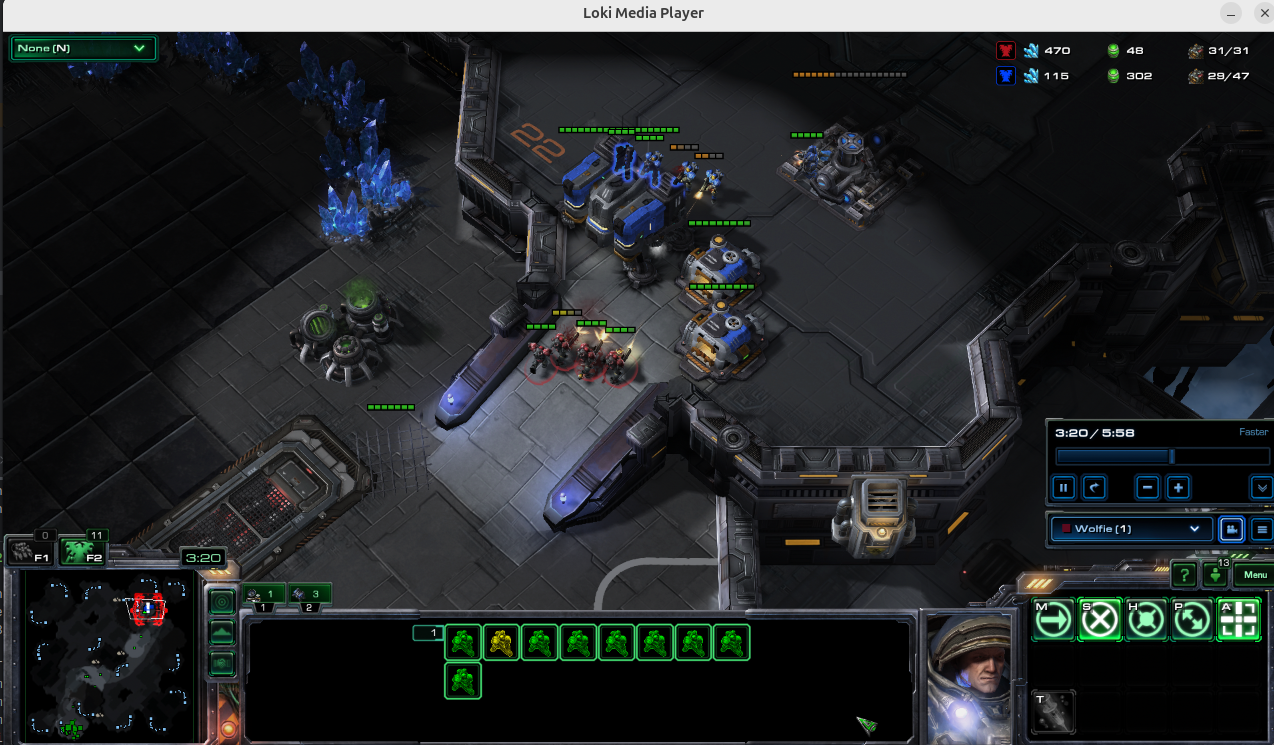 Loki Media Player
None (N)
470 48 31/31
115 302 29/47
22
3:20 / 5:58 Faster
Wolfie (1)
0 11
F1 F2 3:20
13
? Menu
1 3
1 2
1
M S H P A
T